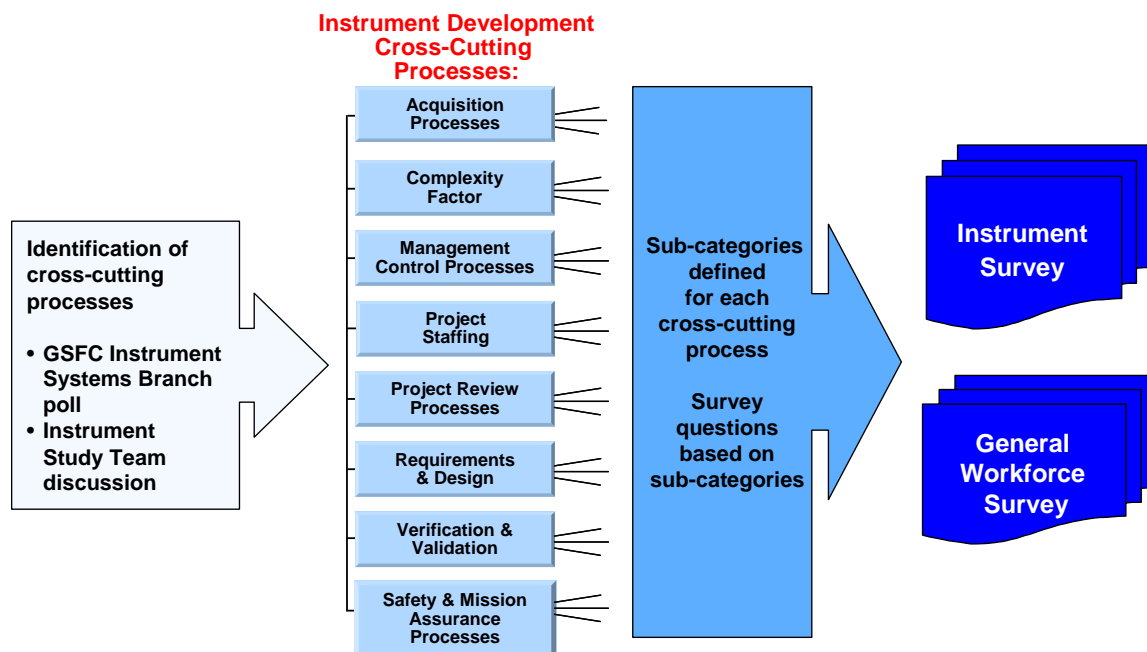 Instrument Development
Cross-Cutting
Processes:
Identification of
cross-cutting
processes
• GSFC Instrument
Systems Branch
poll
• Instrument
Study Team
discussion
Acquisition
Processes
Complexity
Factor
Management
Control Processes
Project
Staffing
Project Review
Processes
Requirements
& Design
Verification &
Validation
Safety & Mission
Assurance
Processes
Sub-categories
defined
for each
cross-cutting
process
Survey
questions
based on
sub-categories
Instrument
Survey
General
Workforce
Survey